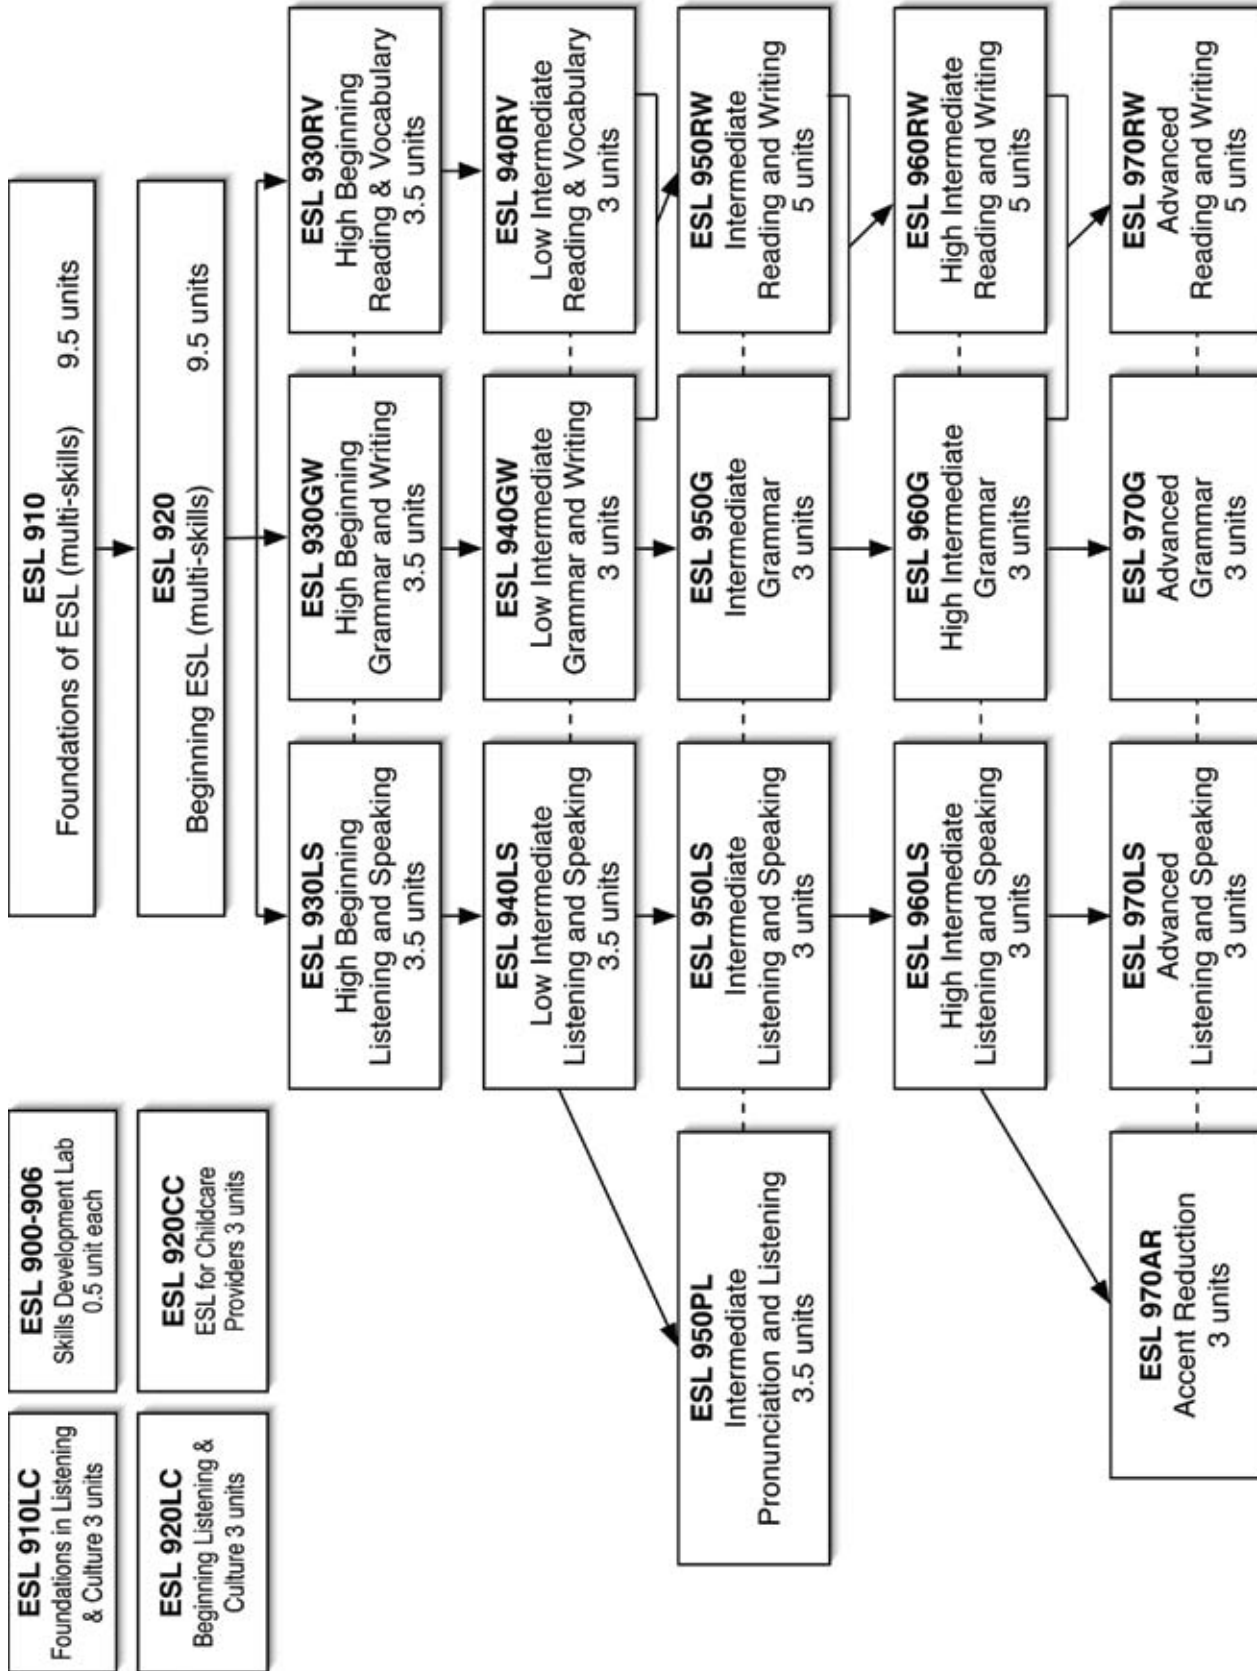 ESL 910LC
Foundations in Listening
& Culture 3 units
ESL 900-906
Skills Development Lab
0.5 unit each
ESL 910
Foundations of ESL (multi-skills) 9.5 units
ESL 920LC
Beginning Listening &
Culture 3 units
ESL 920CC
ESL for Childcare
Providers 3 units
ESL 920
Beginning ESL (multi-skills) 9.5 units
ESL 930LS
High Beginning
Listening and Speaking
3.5 units
ESL 930GW
High Beginning
Grammar and Writing
3.5 units
ESL 930RV
High Beginning
Reading & Vocabulary
3.5 units
ESL 940LS
Low Intermediate
Listening and Speaking
3.5 units
ESL 940GW
Low Intermediate
Grammar and Writing
3 units
ESL 940RV
Low Intermediate
Reading & Vocabulary
3 units
ESL 950PL
Intermediate
Pronunciation and Listening
3.5 units
ESL 950LS
Intermediate
Listening and Speaking
3 units
ESL 950G
Intermediate
Grammar
3 units
ESL 950RW
Intermediate
Reading and Writing
5 units
ESL 960LS
High Intermediate
Listening and Speaking
3 units
ESL 960G
High Intermediate
Grammar
3 units
ESL 960RW
High Intermediate
Reading and Writing
5 units
ESL 970AR
Accent Reduction
3 units
ESL 970LS
Advanced
Listening and Speaking
3 units
ESL 970G
Advanced
Grammar
3 units
ESL 970RW
Advanced
Reading and Writing
5 units